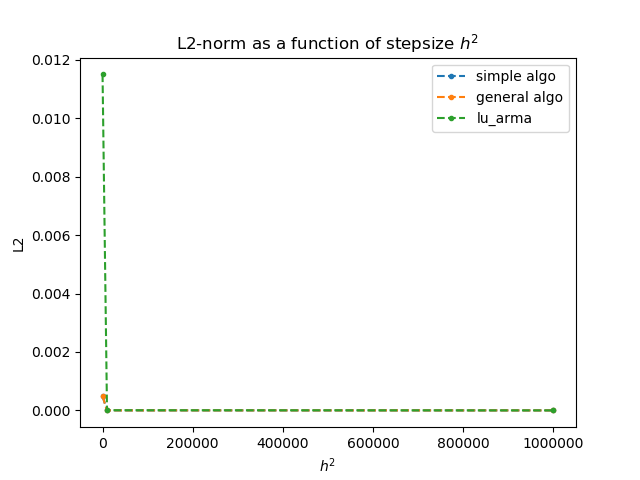 L2-norm as a function of stepsize h²
simple algo
general algo
lu_arma
0.012
0.010
0.008
0.006
0.004
0.002
0.000
L2
0 200000 400000 600000 800000 1000000
h²